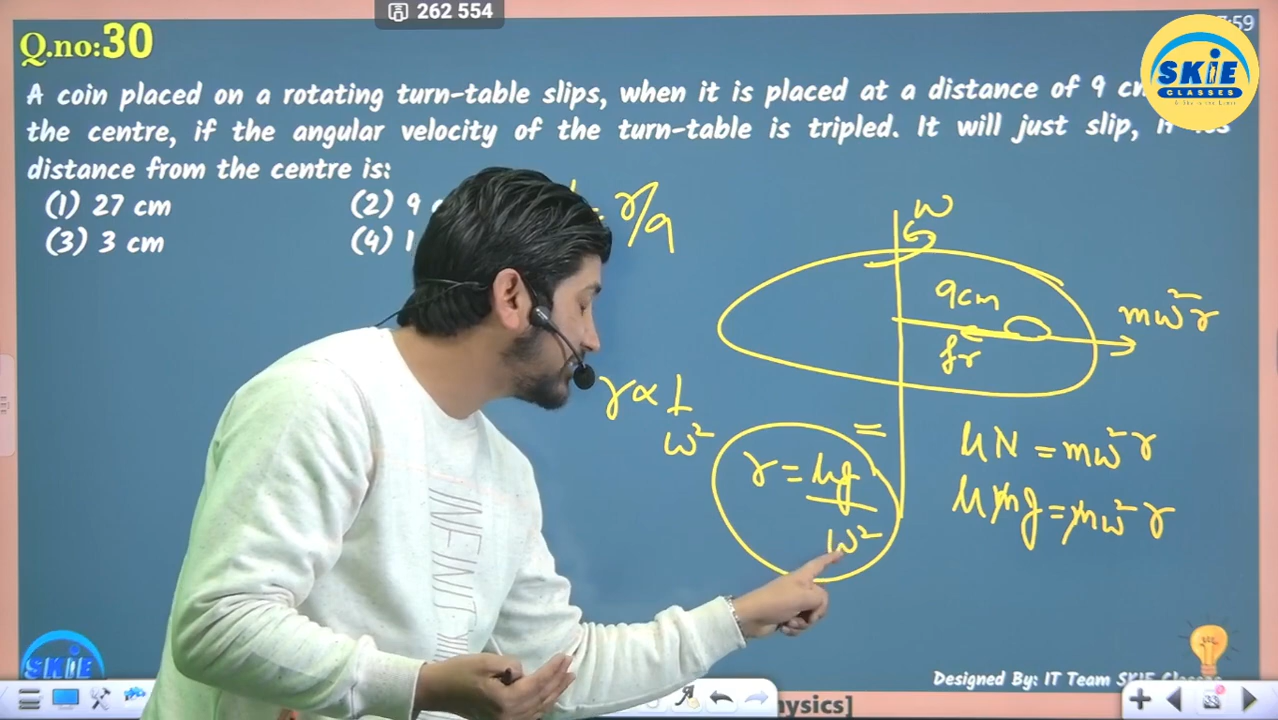 262 554
:59
Q.no:30
SKIE
CLASSES
A coin placed on a rotating turn-table slips, when it is placed at a distance of 9
the centre, if the angular velocity of the turn-table is tripled. It will just slip,
distance from the centre is:
(1) 27 cm (2) 9
(3) 3 cm (4) 1
= r/9
ω
9cm
mω²r
fr
r ∝ 1/ω²
r = μg/ω²
=
μN = mω²r
μmg = mω²r
INFINIT
SKIE
Designed By: IT Team SKIE
hysics]